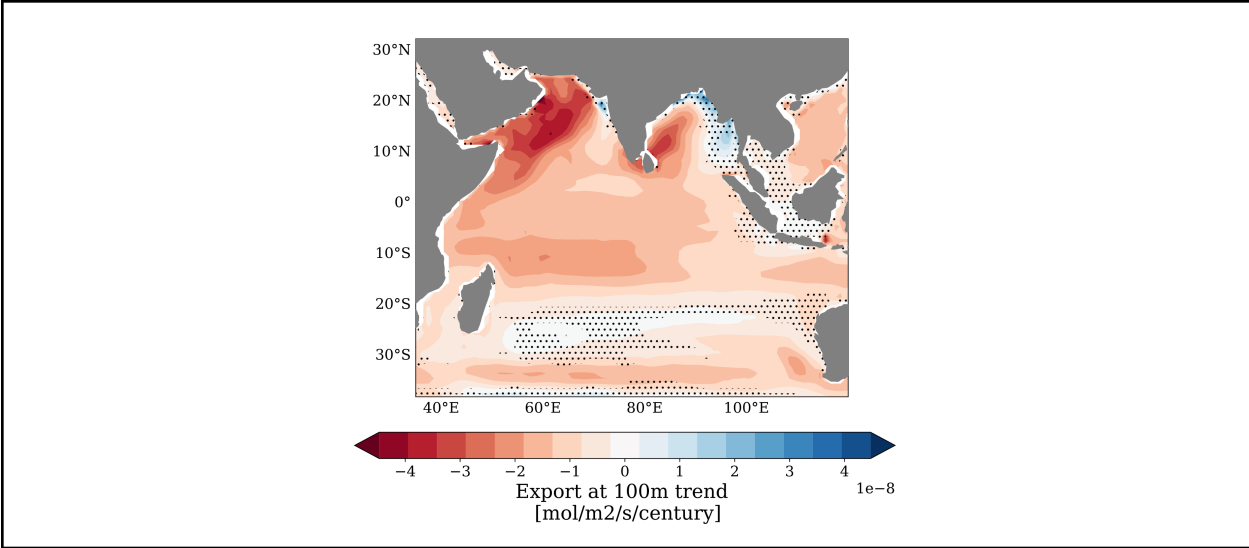 30°N
20°N
10°N
0°
10°S
20°S
30°S
40°E 60°E 80°E 100°E
−4 −3 −2 −1 0 1 2 3 4
1e−8
Export at 100m trend
[mol/m2/s/century]